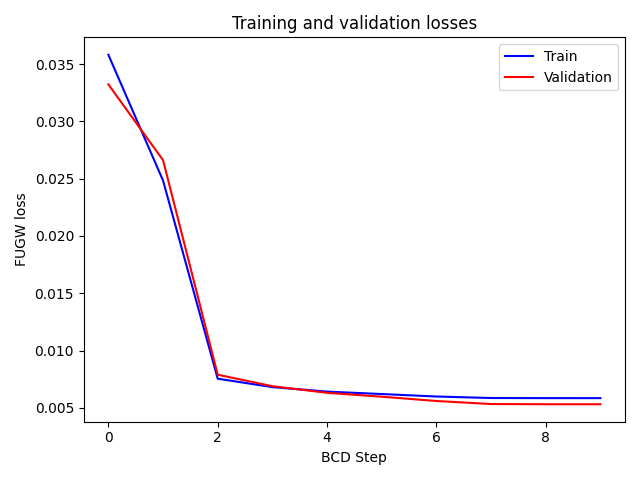 Training and validation losses
Train
Validation
0.035
0.030
0.025
0.020
0.015
0.010
0.005
FUGW loss
0 2 4 6 8
BCD Step